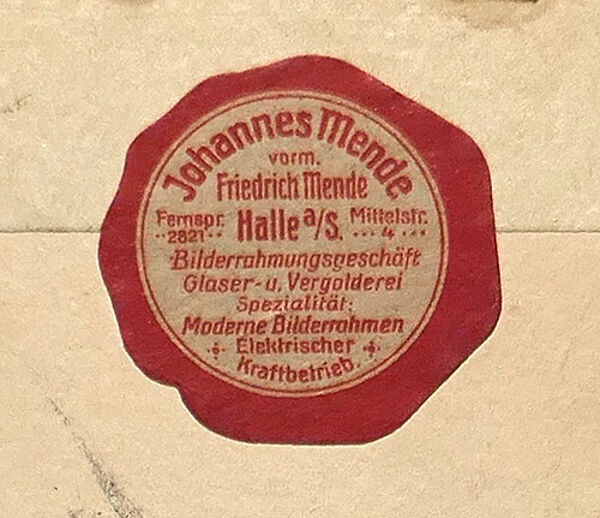 Johannes Mende
vorm.
Friedrich Mende
Fernspr. 2821
Halle a/S.
Mittelstr. 4
Bilderrahmungsgeschäft
Glaser- u. Vergolderei
Spezialität:
Moderne Bilderrahmen
Elektrischer
Kraftbetrieb.